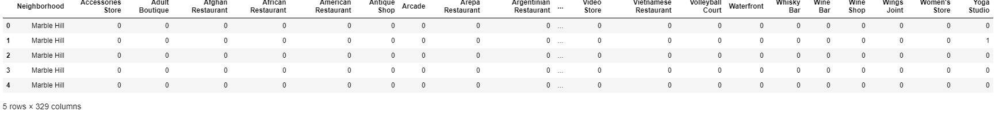 Neighborhood Accessories Store Adult Boutique Afghan Restaurant African Restaurant American Restaurant Antique Shop Arcade Arepa Restaurant Argentinian Restaurant ... Video Store Vietnamese Restaurant Volleyball Court Waterfront Whisky Bar Wine Bar Wine Shop Wings Joint Women's Store Yoga Studio
0 Marble Hill 0 0 0 0 0 0 0 0 0 ... 0 0 0 0 0 0 0 0 0 0
1 Marble Hill 0 0 0 0 0 0 0 0 0 ... 0 0 0 0 0 0 0 0 0 1
2 Marble Hill 0 0 0 0 0 0 0 0 0 ... 0 0 0 0 0 0 0 0 0 0
3 Marble Hill 0 0 0 0 0 0 0 0 0 ... 0 0 0 0 0 0 0 0 0 0
4 Marble Hill 0 0 0 0 0 0 0 0 0 ... 0 0 0 0 0 0 0 0 0 0
5 rows × 329 columns